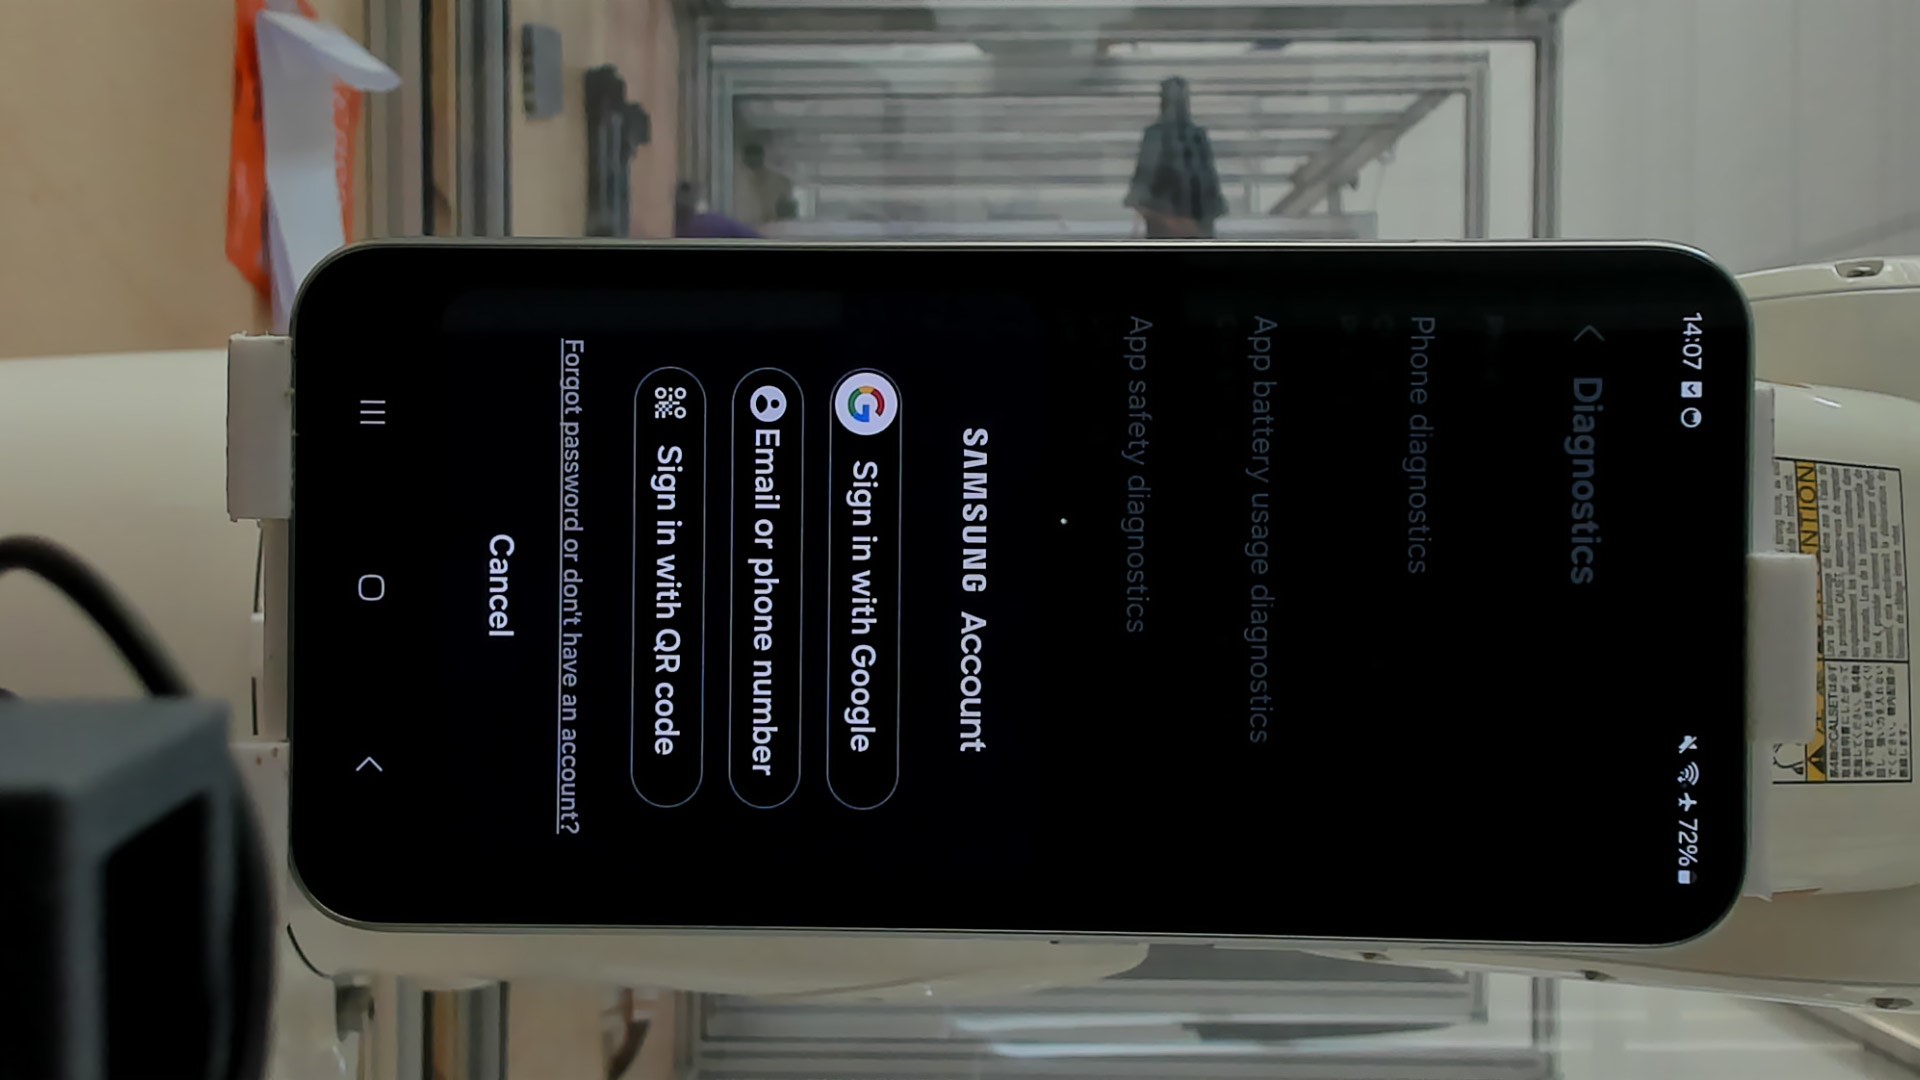 14:07
72%
Diagnostics
Phone diagnostics
App battery usage diagnostics
App safety diagnostics
SAMSUNG Account
Sign in with Google
Email or phone number
Sign in with QR code
Forgot password or don't have an account?
Cancel